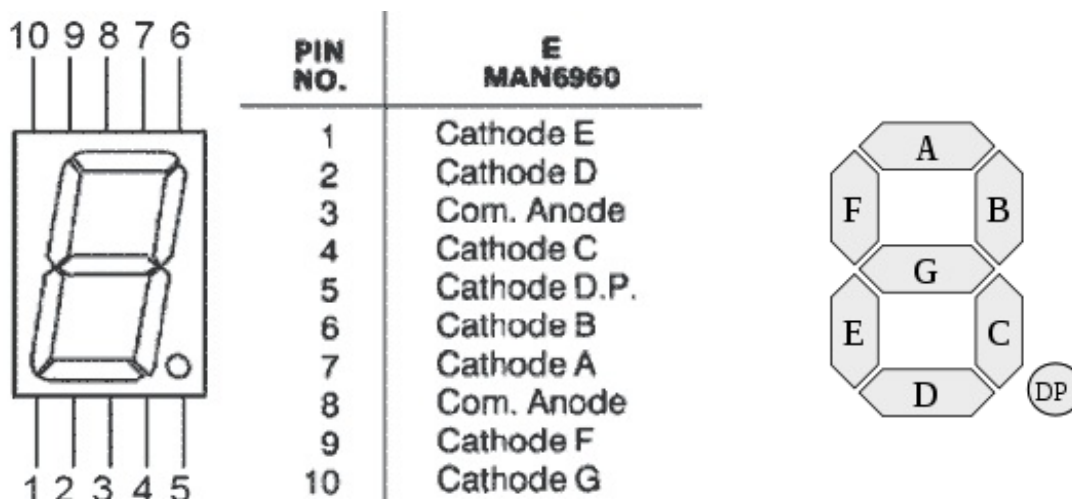 10 9 8 7 6
1 2 3 4 5
PIN NO. E MAN6960
1 Cathode E
2 Cathode D
3 Com. Anode
4 Cathode C
5 Cathode D.P.
6 Cathode B
7 Cathode A
8 Com. Anode
9 Cathode F
10 Cathode G
A
F B
G
E C
D DP